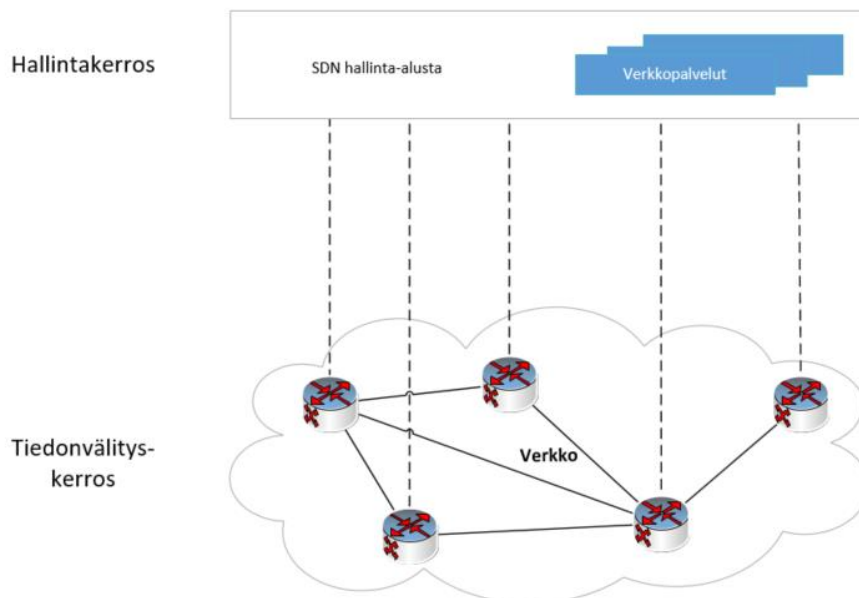 Hallintakerros
SDN hallinta-alusta
Verkkopalvelut
Verkko
Tiedonvälitys-
kerros